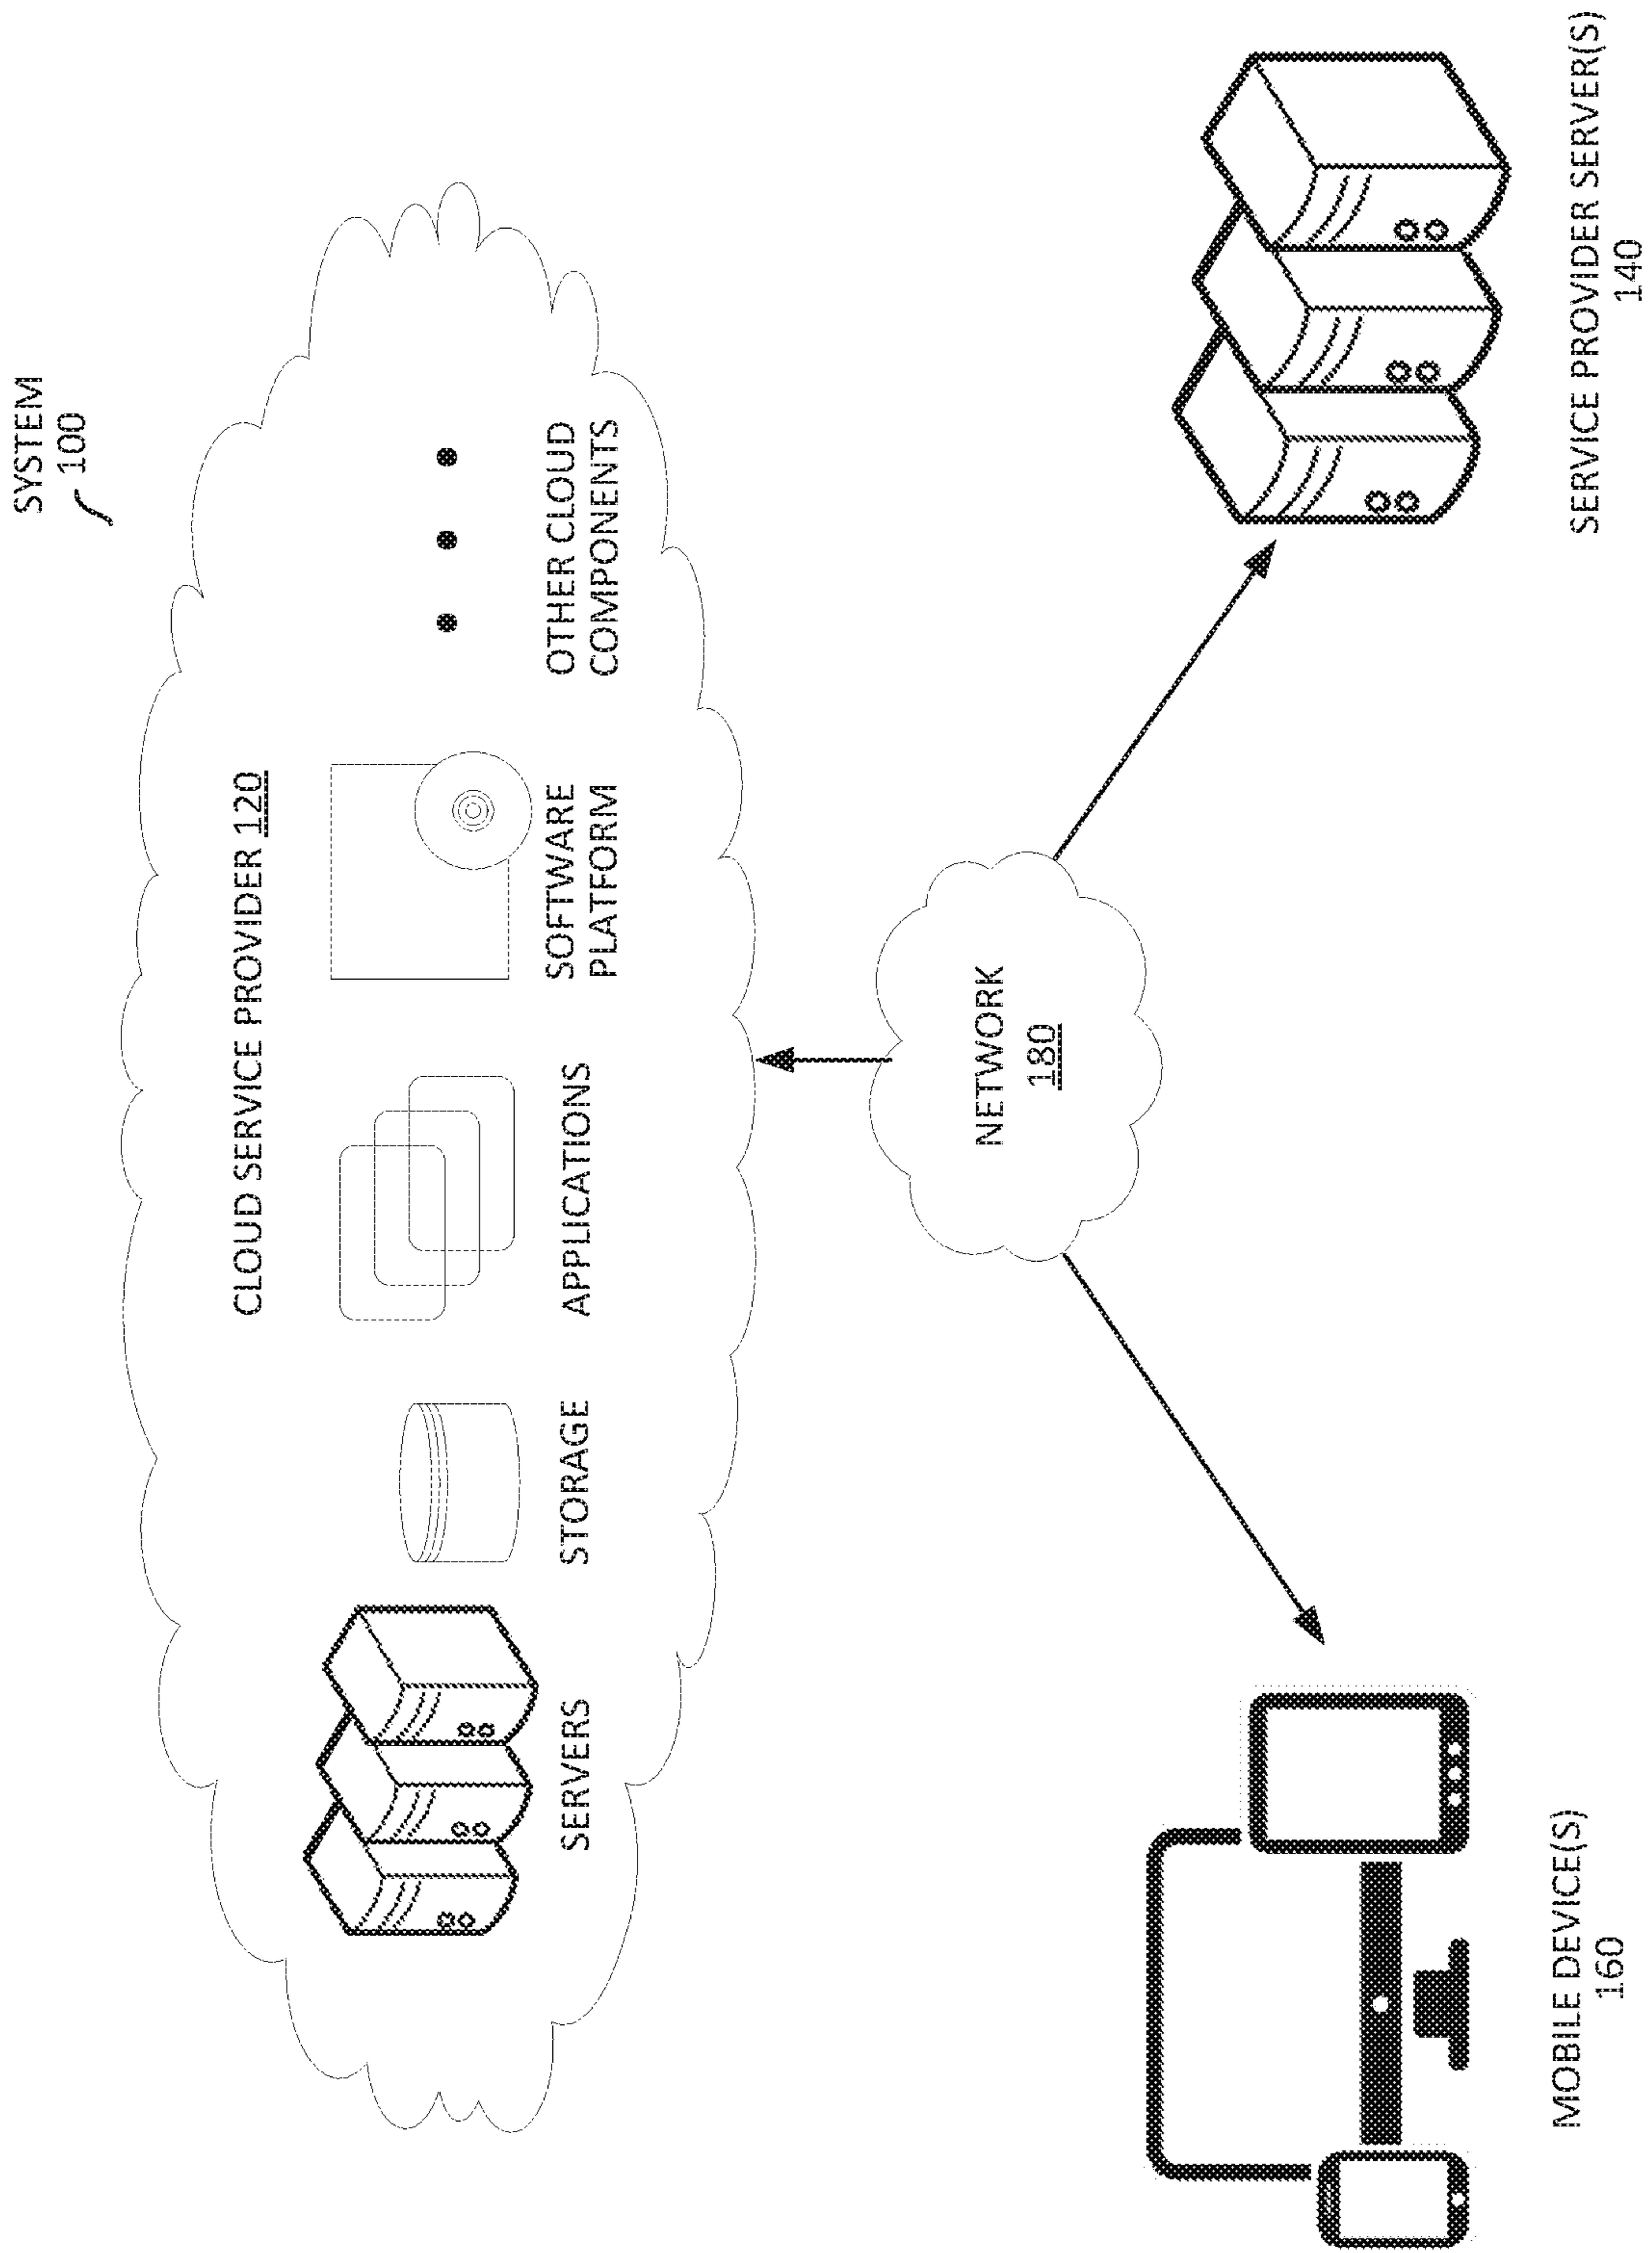 SYSTEM
100
CLOUD SERVICE PROVIDER 120
SERVERS
STORAGE
APPLICATIONS
SOFTWARE
PLATFORM
OTHER CLOUD
COMPONENTS
NETWORK
180
MOBILE DEVICE(S)
160
SERVICE PROVIDER SERVER(S)
140